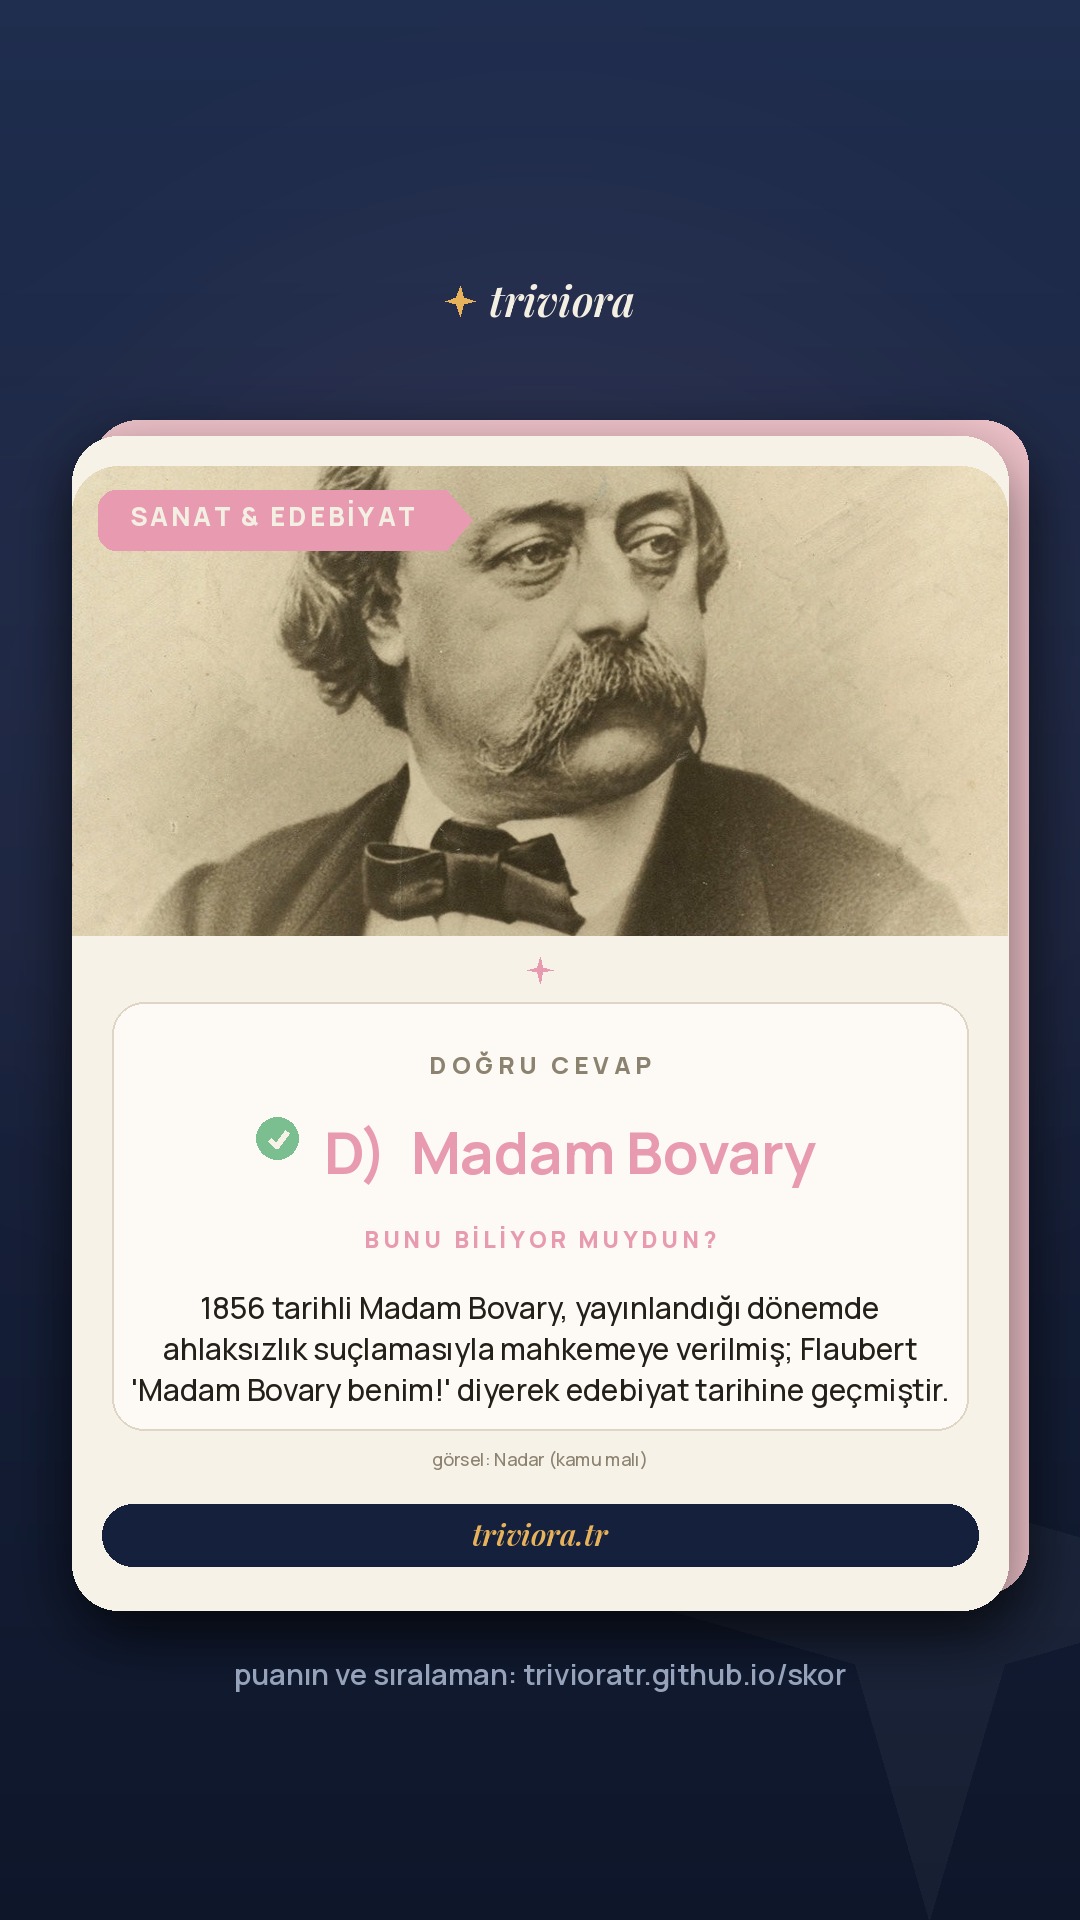 triviora
SANAT & EDEBİYAT
DOĞRU CEVAP
D) Madam Bovary
BUNU BİLİYOR MUYDUN?
1856 tarihli Madam Bovary, yayınlandığı dönemde
ahlaksızlık suçlamasıyla mahkemeye verilmiş; Flaubert
'Madam Bovary benim!' diyerek edebiyat tarihine geçmiştir.
görsel: Nadar (kamu malı)
triviora.tr
puanın ve sıralaman: trivioratr.github.io/skor